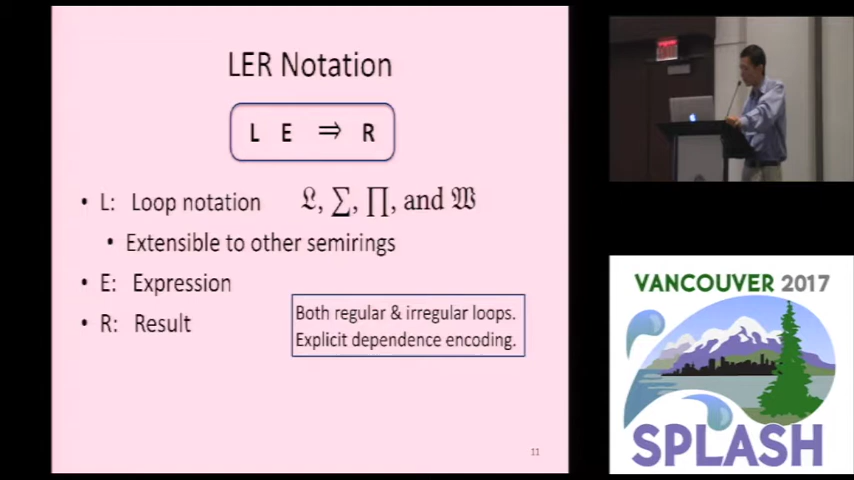 LER Notation
L E ⇒ R
• L: Loop notation 𝔏, ∑, ∏, and 𝔚
• Extensible to other semirings
• E: Expression
• R: Result
Both regular & irregular loops.
Explicit dependence encoding.
11
VANCOUVER 2017
SPLASH